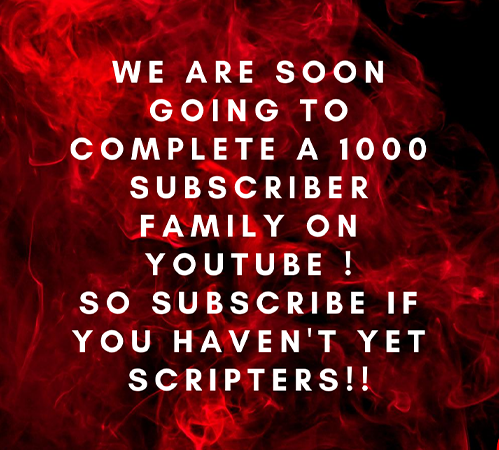 WE ARE SOON
GOING TO
COMPLETE A 1000
SUBSCRIBER
FAMILY ON
YOUTUBE !
SO SUBSCRIBE IF
YOU HAVEN'T YET
SCRIPTERS!!